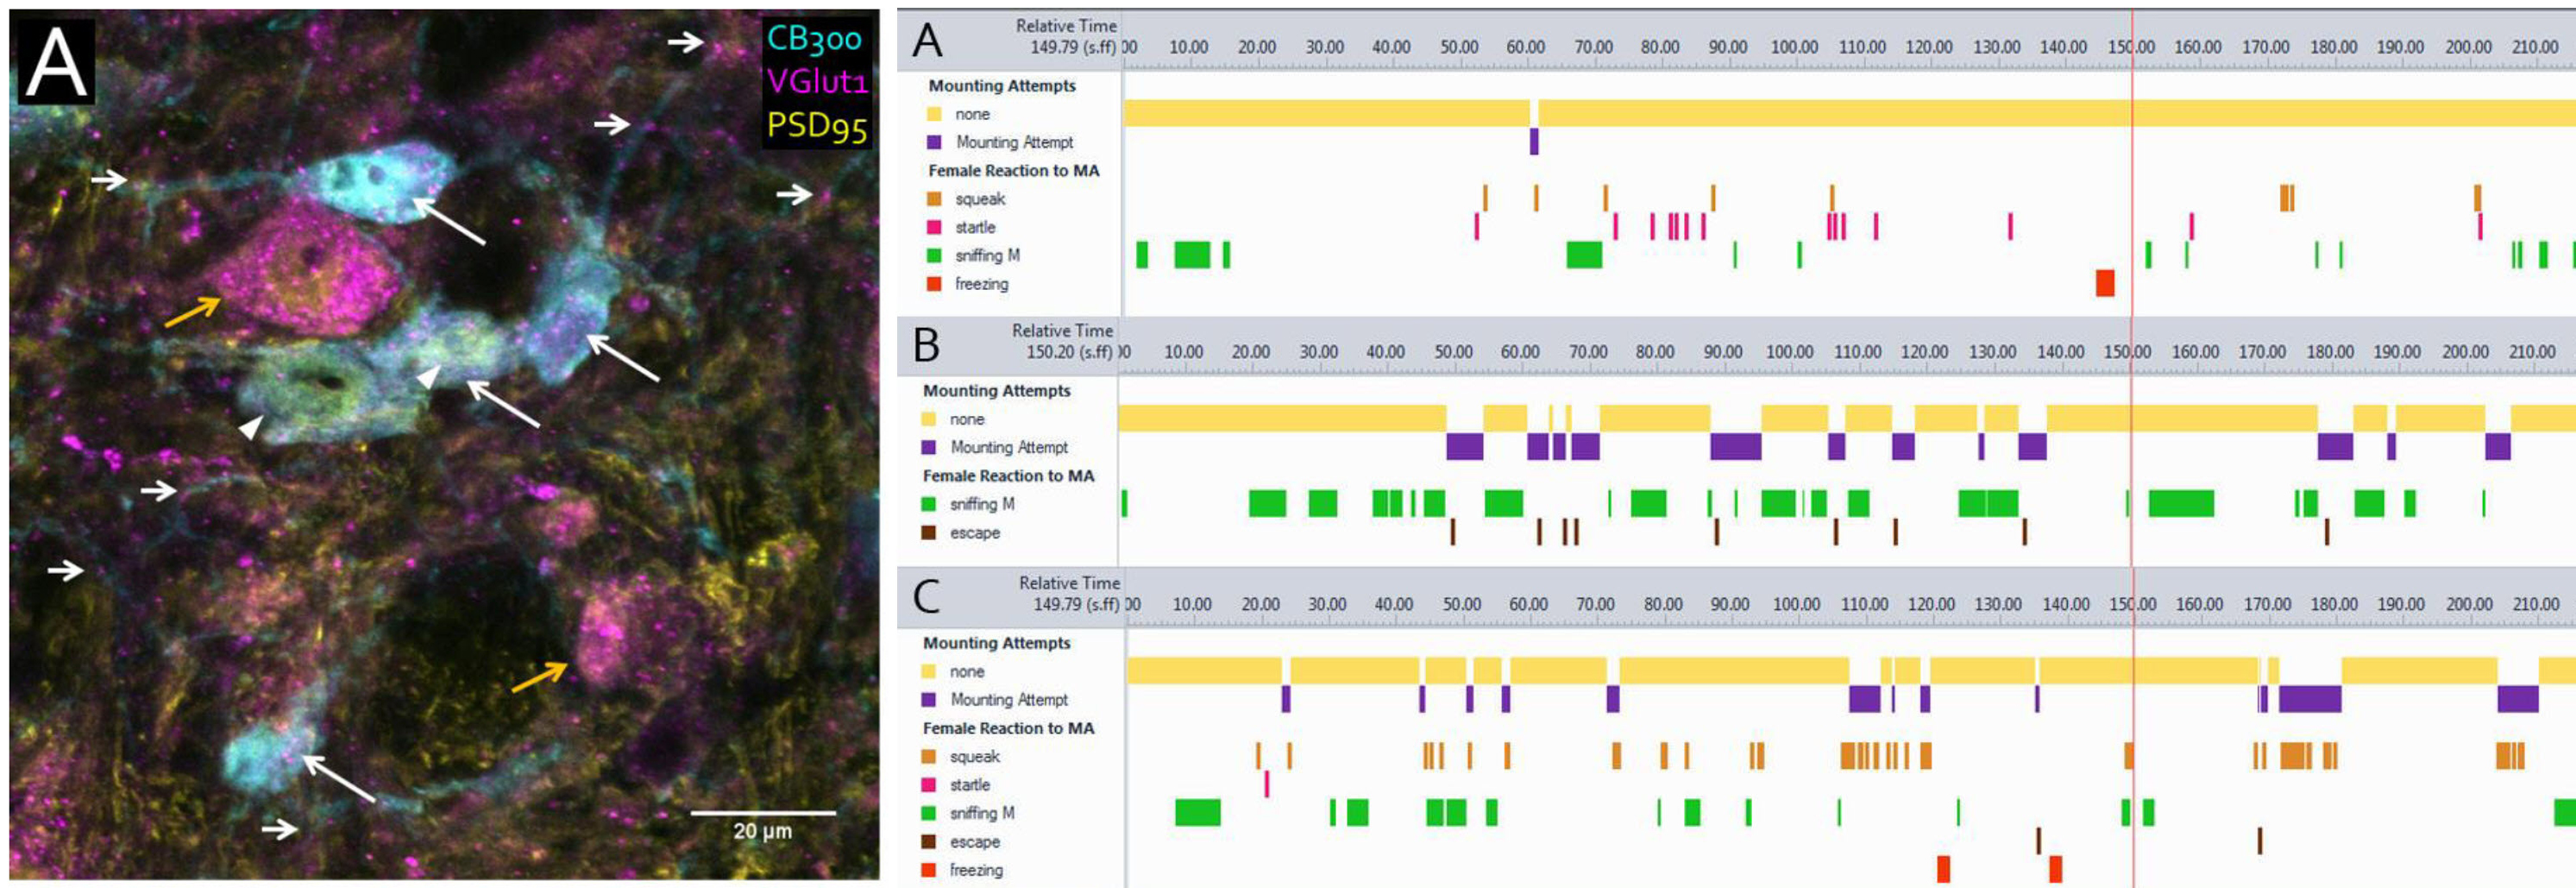 A
CB300
VGlut1
PSD95
20 µm
A
Relative Time
149.79 (s.ff)
00 10.00 20.00 30.00 40.00 50.00 60.00 70.00 80.00 90.00 100.00 110.00 120.00 130.00 140.00 150.00 160.00 170.00 180.00 190.00 200.00 210.00
Mounting Attempts
none
Mounting Attempt
Female Reaction to MA
squeak
startle
sniffing M
freezing
B
Relative Time
150.20 (s.ff)
00 10.00 20.00 30.00 40.00 50.00 60.00 70.00 80.00 90.00 100.00 110.00 120.00 130.00 140.00 150.00 160.00 170.00 180.00 190.00 200.00 210.00
Mounting Attempts
none
Mounting Attempt
Female Reaction to MA
sniffing M
escape
C
Relative Time
149.79 (s.ff)
00 10.00 20.00 30.00 40.00 50.00 60.00 70.00 80.00 90.00 100.00 110.00 120.00 130.00 140.00 150.00 160.00 170.00 180.00 190.00 200.00 210.00
Mounting Attempts
none
Mounting Attempt
Female Reaction to MA
squeak
startle
sniffing M
escape
freezing